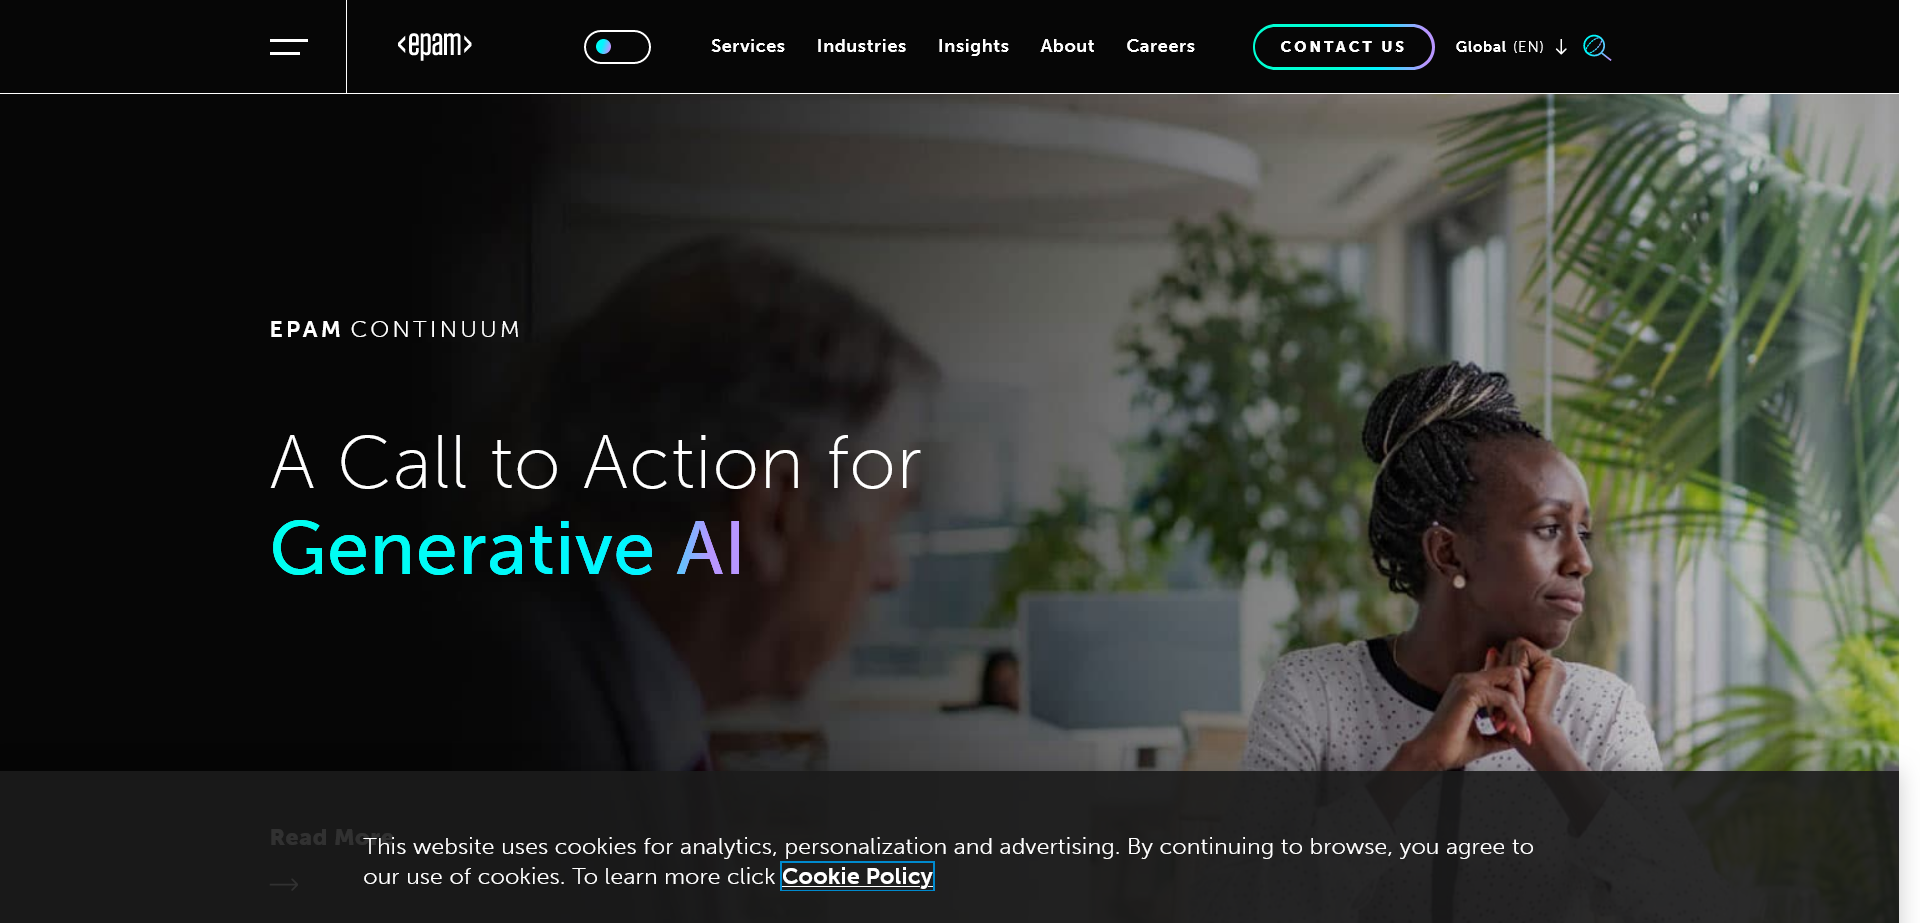 <epam>
Services
Industries
Insights
About
Careers
CONTACT US
Global (EN)
EPAM CONTINUUM
A Call to Action for
Generative AI
Read More
This website uses cookies for analytics, personalization and advertising. By continuing to browse, you agree to
our use of cookies. To learn more click Cookie Policy